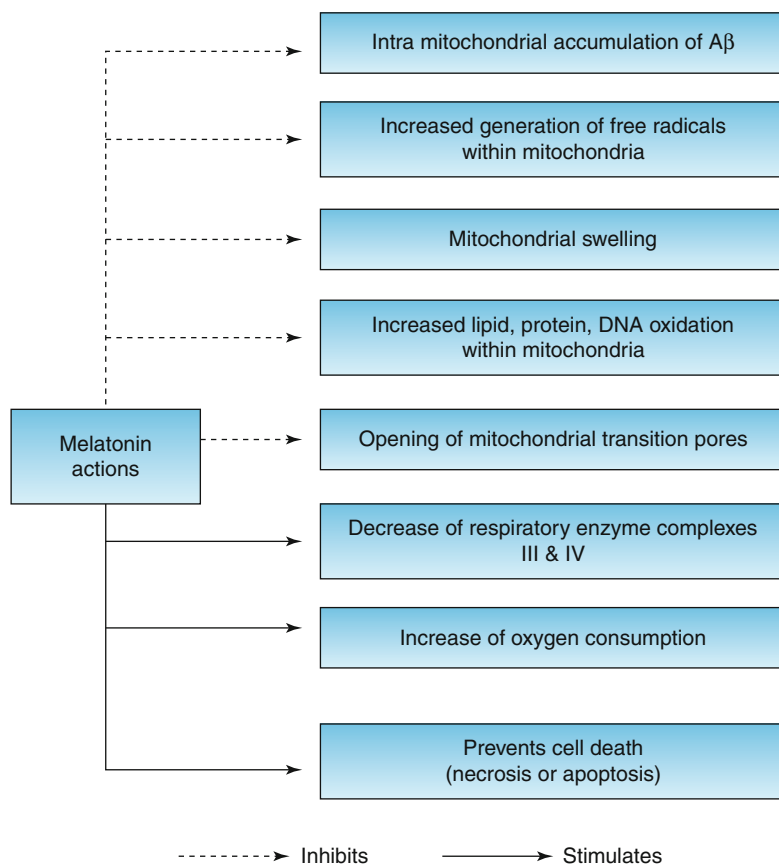 Intra mitochondrial accumulation of Aβ
Increased generation of free radicals
within mitochondria
Mitochondrial swelling
Increased lipid, protein, DNA oxidation
within mitochondria
Melatonin
actions
Opening of mitochondrial transition pores
Decrease of respiratory enzyme complexes
III & IV
Increase of oxygen consumption
Prevents cell death
(necrosis or apoptosis)
Inhibits
Stimulates